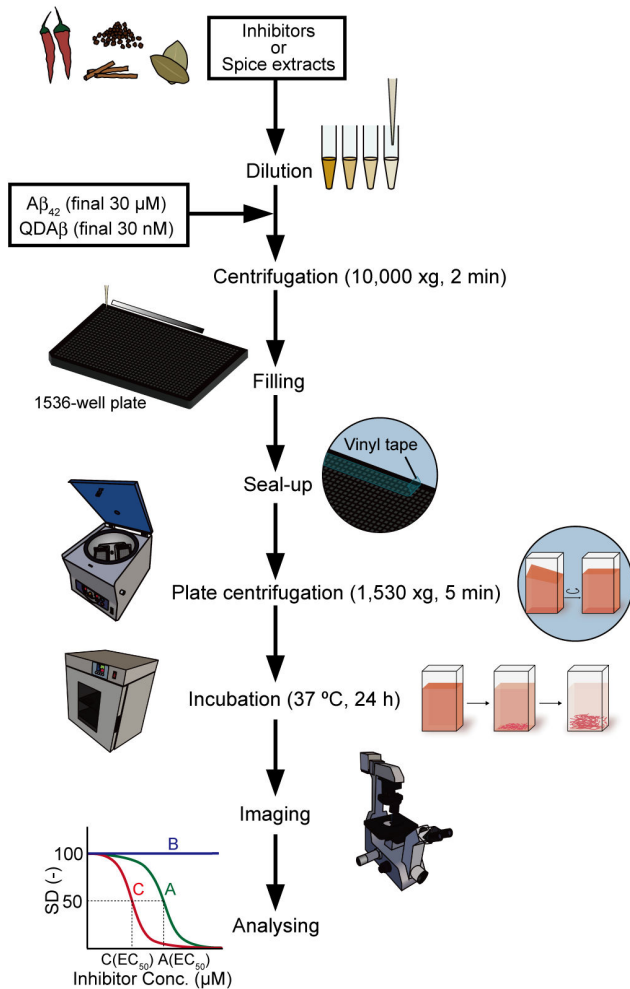 Inhibitors
or
Spice extracts
Dilution
Aβ42 (final 30 µM)
QDAβ (final 30 nM)
Centrifugation (10,000 xg, 2 min)
1536-well plate
Filling
Vinyl tape
Seal-up
Plate centrifugation (1,530 xg, 5 min)
Incubation (37 ºC, 24 h)
Imaging
B
100
C
A
SD (-)
50
C(EC50) A(EC50)
Inhibitor Conc. (µM)
Analysing